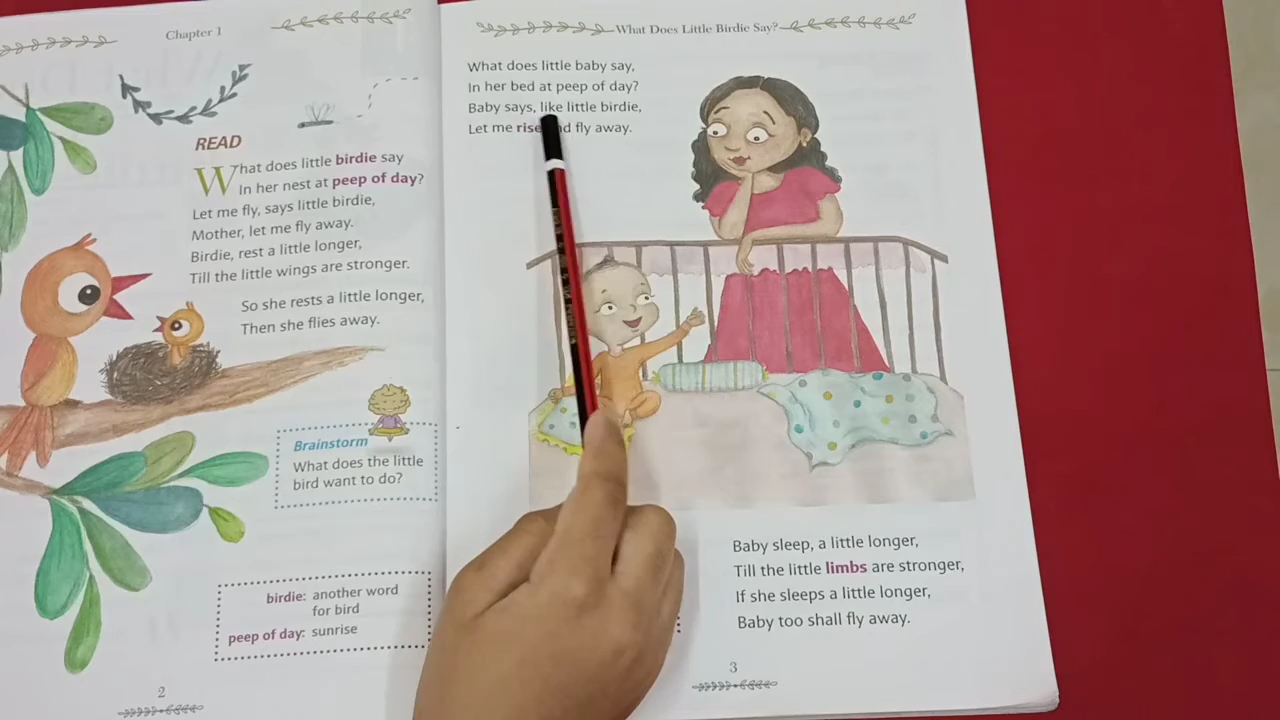 Chapter 1
READ
What does little birdie say
In her nest at peep of day?
Let me fly, says little birdie,
Mother, let me fly away.
Birdie, rest a little longer,
Till the little wings are stronger.
So she rests a little longer,
Then she flies away.
Brainstorm
What does the little
bird want to do?
birdie: another word
for bird
peep of day: sunrise
2
What Does Little Birdie Say?
What does little baby say,
In her bed at peep of day?
Baby says, like little birdie,
Let me rise and fly away.
Baby sleep, a little longer,
Till the little limbs are stronger,
If she sleeps a little longer,
Baby too shall fly away.
3